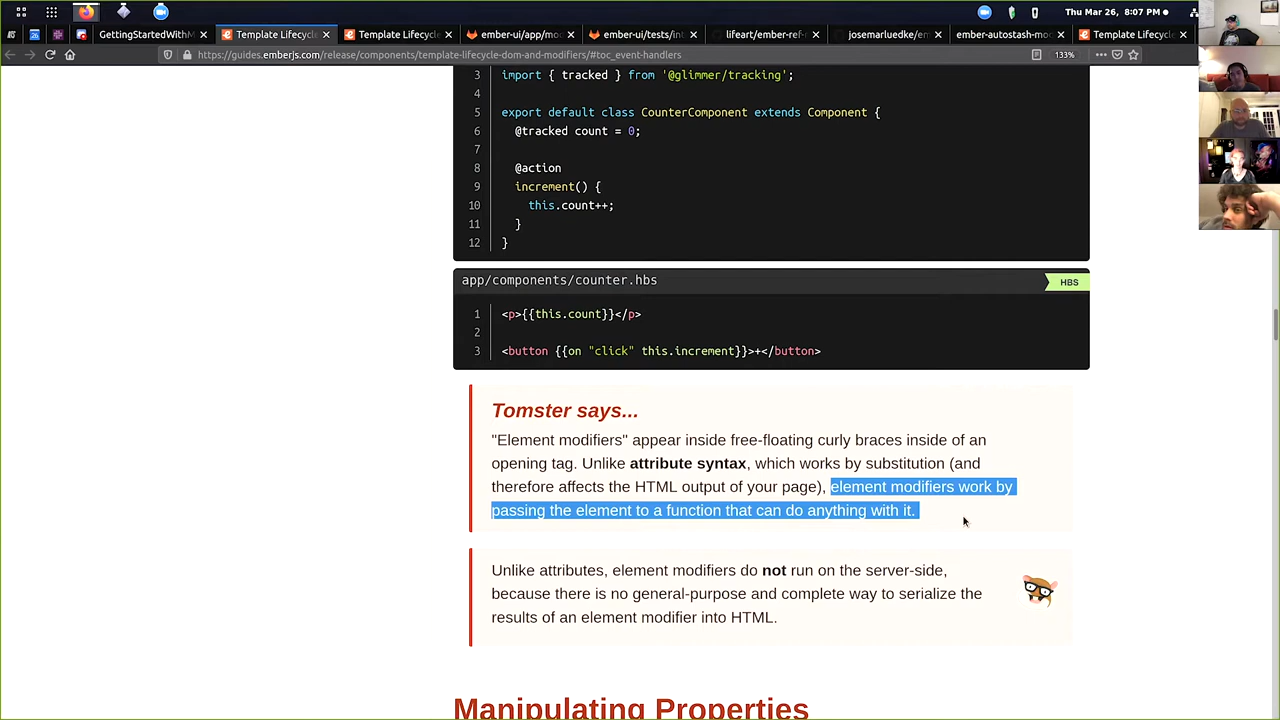 Thu Mar 26, 8:07 PM
GettingStartedWithM
Template Lifecycl
Template Lifecycle
ember-ui/app/mo
ember-ui/tests/in
lifeart/ember-ref-
josemarluedke/e
ember-autostash-mo
Template Lifecycl
https://guides.emberjs.com/release/components/template-lifecycle-dom-and-modifiers/#toc_event-handlers
133%
3 import { tracked } from '@glimmer/tracking';
4
5 export default class CounterComponent extends Component {
6 @tracked count = 0;
7
8 @action
9 increment() {
10 this.count++;
11 }
12 }
app/components/counter.hbs
HBS
1 <p>{{this.count}}</p>
2
3 <button {{on "click" this.increment}}>+</button>
Tomster says...
"Element modifiers" appear inside free-floating curly braces inside of an
opening tag. Unlike attribute syntax, which works by substitution (and
therefore affects the HTML output of your page), element modifiers work by
passing the element to a function that can do anything with it.
Unlike attributes, element modifiers do not run on the server-side,
because there is no general-purpose and complete way to serialize the
results of an element modifier into HTML.
Manipulating Properties